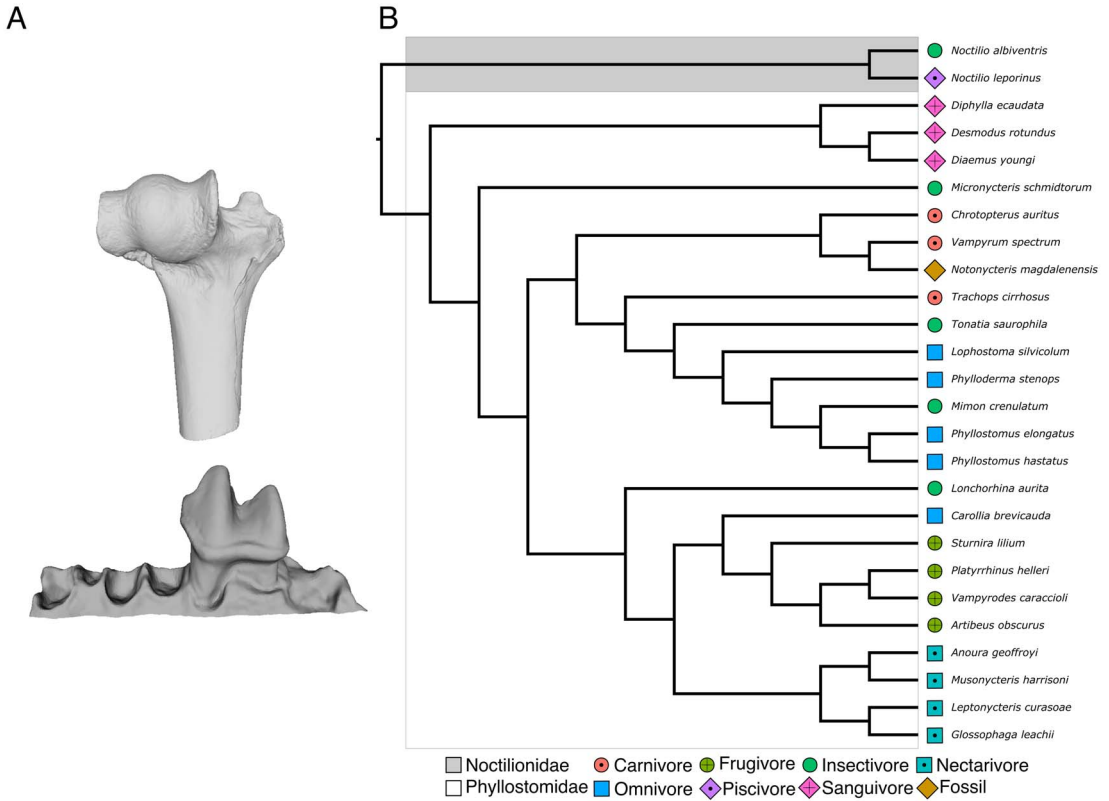 A
B
Noctilio albiventris
Noctilio leporinus
Diphylla ecaudata
Desmodus rotundus
Diaemus youngi
Micronycteris schmidtorum
Chrotopterus auritus
Vampyrum spectrum
Notonycteris magdalenensis
Trachops cirrhosus
Tonatia saurophila
Lophostoma silvicolum
Phylloderma stenops
Mimon crenulatum
Phyllostomus elongatus
Phyllostomus hastatus
Lonchorhina aurita
Carollia brevicauda
Sturnira lilium
Platyrrhinus helleri
Vampyrodes caraccioli
Artibeus obscurus
Anoura geoffroyi
Musonycteris harrisoni
Leptonycteris curasoae
Glossophaga leachii
Noctilionidae Carnivore Frugivore Insectivore Nectarivore
Phyllostomidae Omnivore Piscivore Sanguivore Fossil